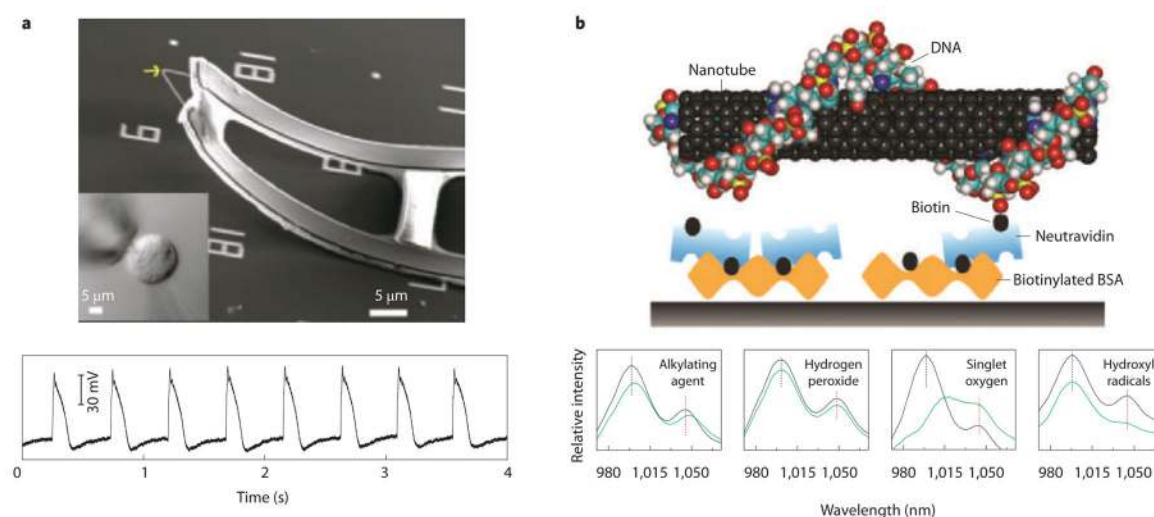 a
5 μm
5 μm
30 mV
0
1
2
3
4
Time (s)
b
DNA
Nanotube
Biotin
Neutravidin
Biotinylated BSA
Relative intensity
Alkylating
agent
Hydrogen
peroxide
Singlet
oxygen
Hydroxyl
radicals
980 1,015 1,050
980 1,015 1,050
980 1,015 1,050
980 1,015 1,050
Wavelength (nm)